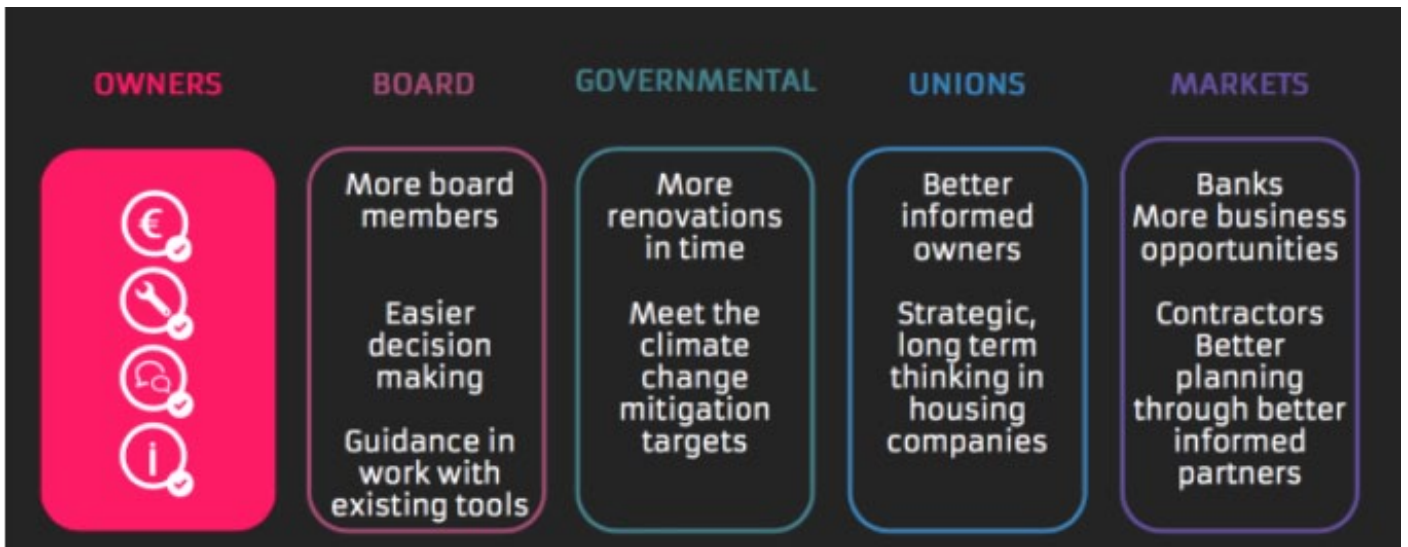 OWNERS
BOARD
GOVERNMENTAL
UNIONS
MARKETS
€
i
More board
members
Easier
decision
making
Guidance in
work with
existing tools
More
renovations
in time
Meet the
climate
change
mitigation
targets
Better
informed
owners
Strategic,
long term
thinking in
housing
companies
Banks
More business
opportunities
Contractors
Better
planning
through better
informed
partners